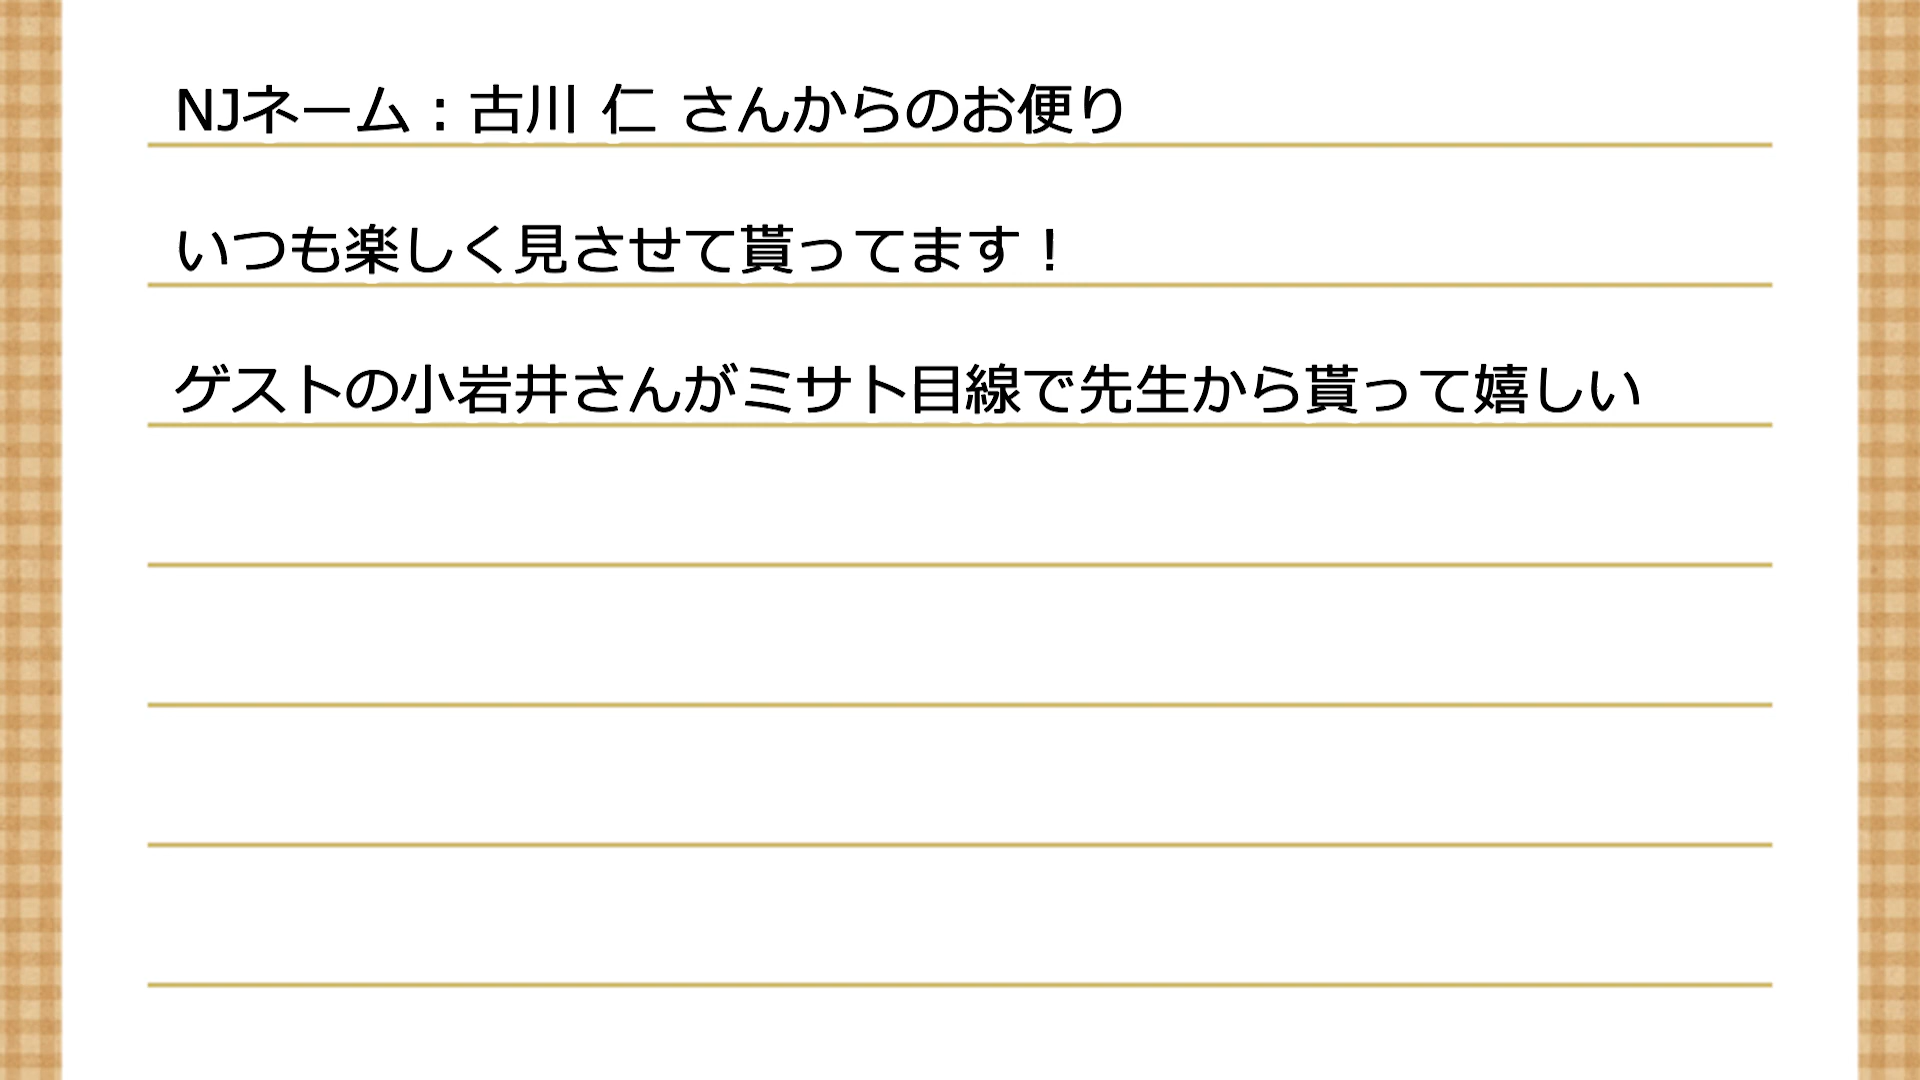 NJネーム：古川 仁 さんからのお便り
いつも楽しく見させて貰ってます！
ゲストの小岩井さんがミサト目線で先生から貰って嬉しい